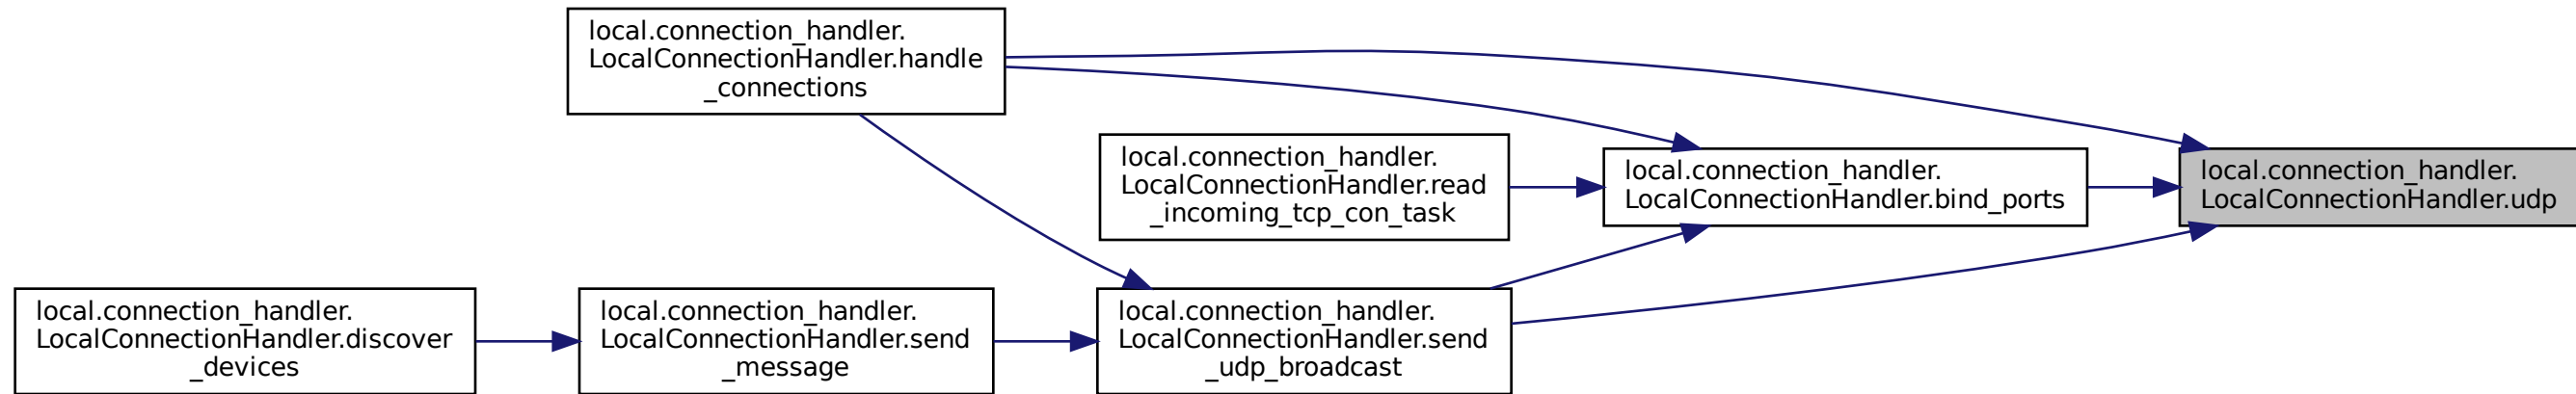 local.connection_handler.
LocalConnectionHandler.handle
_connections
local.connection_handler.
LocalConnectionHandler.read
_incoming_tcp_con_task
local.connection_handler.
LocalConnectionHandler.bind_ports
local.connection_handler.
LocalConnectionHandler.udp
local.connection_handler.
LocalConnectionHandler.discover
_devices
local.connection_handler.
LocalConnectionHandler.send
_message
local.connection_handler.
LocalConnectionHandler.send
_udp_broadcast